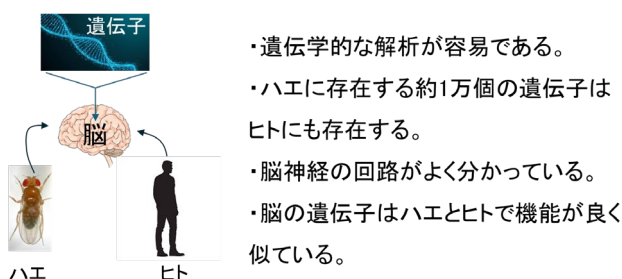 遺伝子
脳
ハエ
ヒト
・遺伝学的な解析が容易である。
・ハエに存在する約1万個の遺伝子は
ヒトにも存在する。
・脳神経の回路がよく分かっている。
・脳の遺伝子はハエとヒトで機能が良く
似ている。